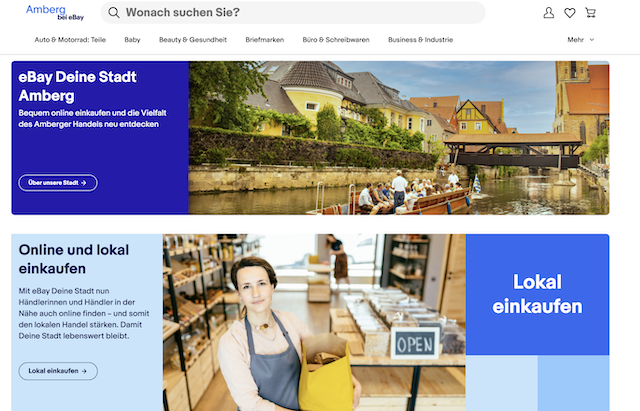 Amberg
bei eBay
Wonach suchen Sie?
Auto & Motorrad: Teile
Baby
Beauty & Gesundheit
Briefmarken
Büro & Schreibwaren
Business & Industrie
Mehr
eBay Deine Stadt
Amberg
Bequem online einkaufen und die Vielfalt
des Amberger Handels neu entdecken
Über unsere Stadt →
Online und lokal
einkaufen
Mit eBay Deine Stadt nun
Händlerinnen und Händler in der
Nähe auch online finden – und somit
den lokalen Handel stärken. Damit
Deine Stadt lebenswert bleibt.
Lokal einkaufen →
OPEN
Lokal
einkaufen